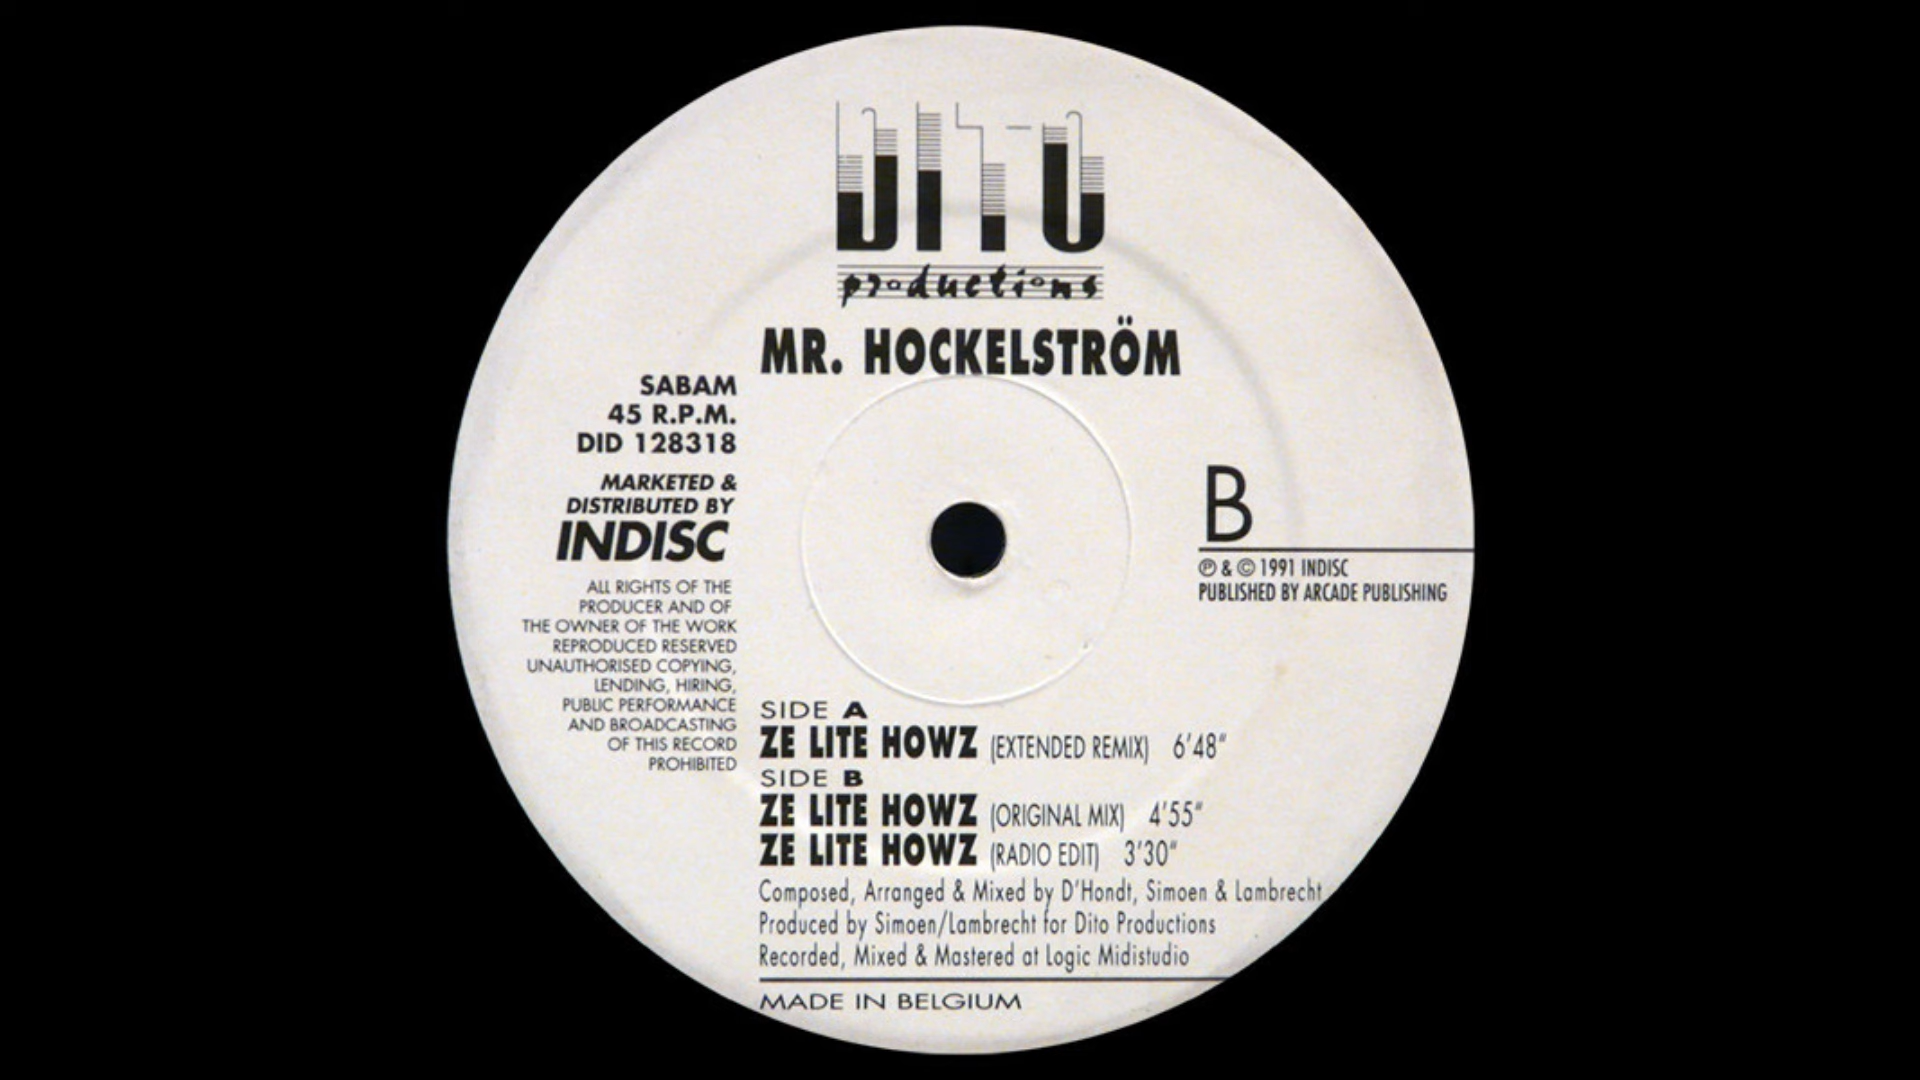 DITO
productions
MR. HOCKELSTRÖM
SABAM
45 R.P.M.
DID 128318
MARKETED &
DISTRIBUTED BY
INDISC
ALL RIGHTS OF THE
PRODUCER AND OF
THE OWNER OF THE WORK
REPRODUCED RESERVED
UNAUTHORISED COPYING,
LENDING, HIRING,
PUBLIC PERFORMANCE
AND BROADCASTING
OF THIS RECORD
PROHIBITED
B
℗ & © 1991 INDISC
PUBLISHED BY ARCADE PUBLISHING
SIDE A
ZE LITE HOWZ (EXTENDED REMIX) 6'48"
SIDE B
ZE LITE HOWZ (ORIGINAL MIX) 4'55"
ZE LITE HOWZ (RADIO EDIT) 3'30"
Composed, Arranged & Mixed by D'Hondt, Simoen & Lambrecht
Produced by Simoen/Lambrecht for Dito Productions
Recorded, Mixed & Mastered at Logic Midistudio
MADE IN BELGIUM